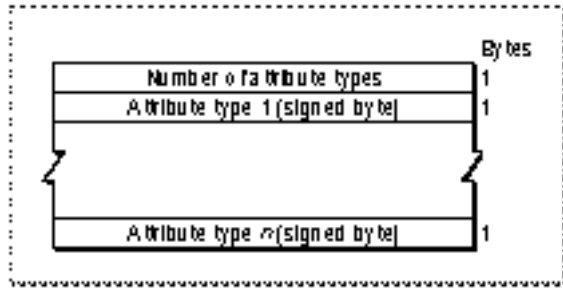 Bytes
Number of attribute types 1
Attribute type 1 (signed byte) 1
Attribute type n (signed byte) 1